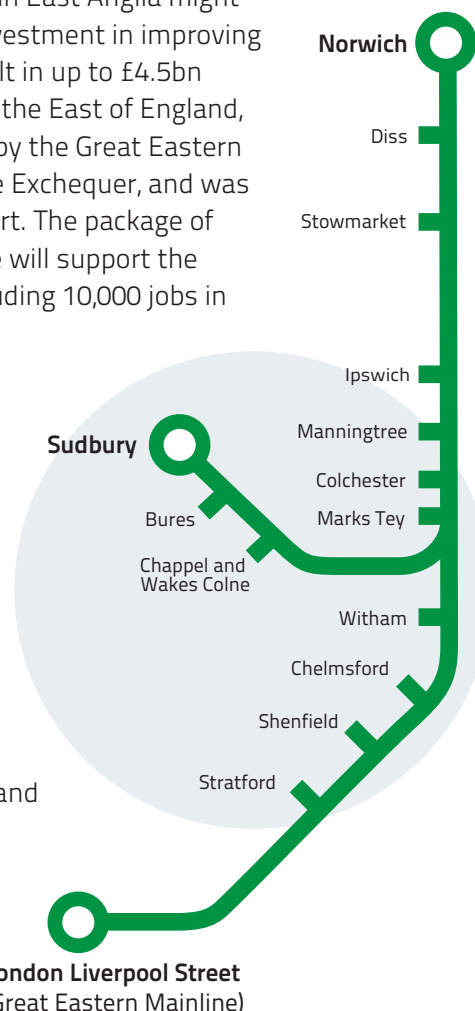 in East Anglia might
vestment in improving
lt in up to £4.5bn
the East of England,
by the Great Eastern
e Exchequer, and was
rt. The package of
e will support the
uding 10,000 jobs in
and
Norwich
Diss
Stowmarket
Ipswich
Manningtree
Colchester
Marks Tey
Sudbury
Bures
Chappel and
Wakes Colne
Witham
Chelmsford
Shenfield
Stratford
ondon Liverpool Street
Great Eastern Mainline)